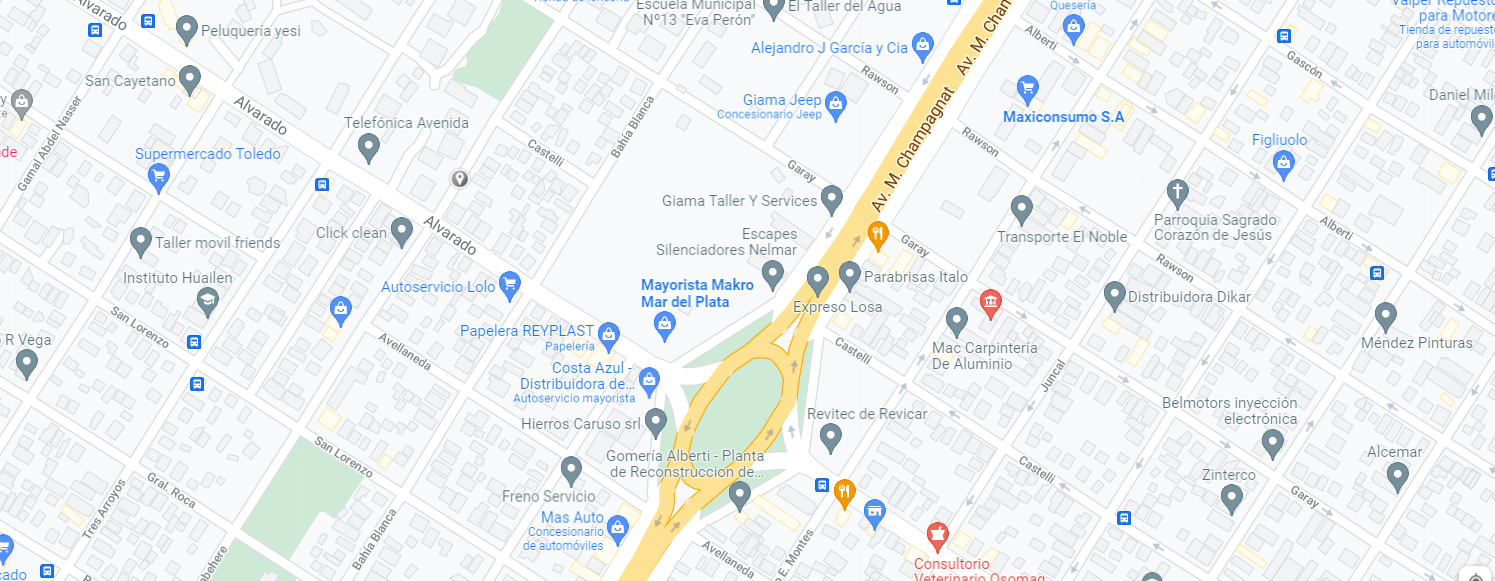 Alvarado
Peluquería yesi
San Cayetano
Alvarado
Gamal Abdel Nasser
Telefónica Avenida
Supermercado Toledo
Taller movil friends
Click clean
Alvarado
Instituto Huailen
San Lorenzo
R Vega
Avellaneda
Autoservicio Lolo
Papelera REYPLAST
Papelería
Costa Azul -
Distribuidora de...
Autoservicio mayorista
Hierros Caruso srl
San Lorenzo
Gral. Roca
Tres Arroyos
Bahía Blanca
Freno Servicio
Mas Auto
Concesionario
de automóviles
Escuela Municipal
N°13 "Eva Perón"
El Taller del Agua
Alejandro J García y Cia
Giama Jeep
Concesionario Jeep
Rawson
Av. M. Cham
Av. M. Champagnat
Bahía Blanca
Castelli
Garay
Giama Taller Y Services
Escapes
Silenciadores Nelmar
Mayorista Makro
Mar del Plata
Expreso Losa
Parabrisas Italo
Garay
Castelli
Mac Carpintería
De Aluminio
Revitec de Revicar
Gomería Alberti - Planta
de Reconstruccion de...
Avellaneda
E. Montes
Consultorio
Veterinario Osomag
Quesería
Alberti
Maxiconsumo S.A
Rawson
Gascón
para Motore
Tienda de repuesto
para automóvil
Figliuolo
Transporte El Noble
Parroquia Sagrado
Corazón de Jesús
Alberti
Rawson
Distribuidora Dikar
Juncal
Méndez Pinturas
Belmotors inyección
electrónica
Castelli
Zinterco
Alcemar
Garay